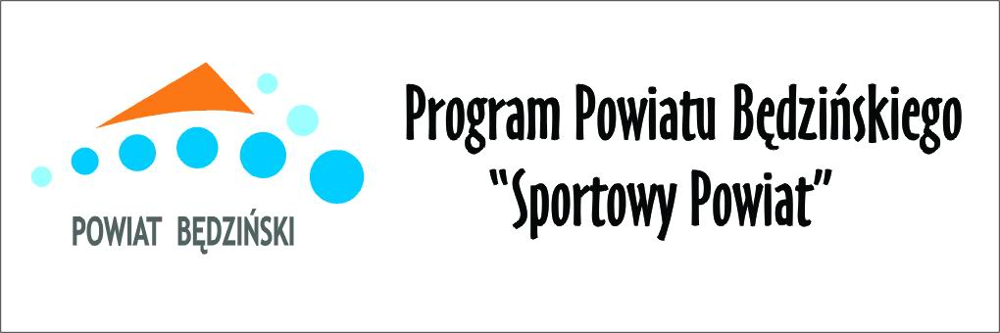 POWIAT BĘDZIŃSKI
Program Powiatu Będzińskiego
"Sportowy Powiat"